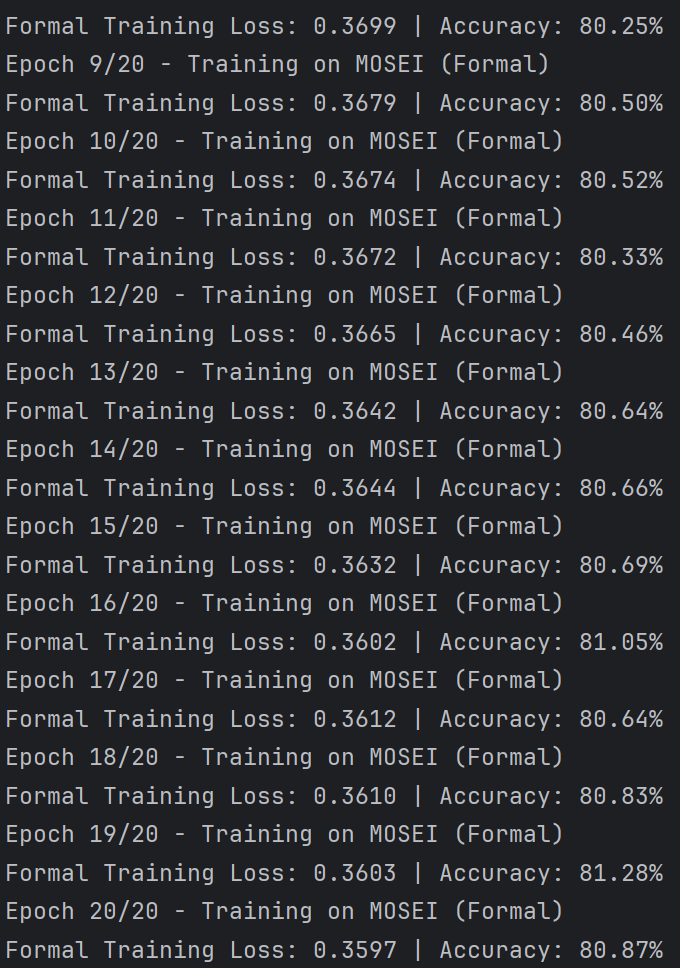 Formal Training Loss: 0.3699 | Accuracy: 80.25%
Epoch 9/20 - Training on MOSEI (Formal)
Formal Training Loss: 0.3679 | Accuracy: 80.50%
Epoch 10/20 - Training on MOSEI (Formal)
Formal Training Loss: 0.3674 | Accuracy: 80.52%
Epoch 11/20 - Training on MOSEI (Formal)
Formal Training Loss: 0.3672 | Accuracy: 80.33%
Epoch 12/20 - Training on MOSEI (Formal)
Formal Training Loss: 0.3665 | Accuracy: 80.46%
Epoch 13/20 - Training on MOSEI (Formal)
Formal Training Loss: 0.3642 | Accuracy: 80.64%
Epoch 14/20 - Training on MOSEI (Formal)
Formal Training Loss: 0.3644 | Accuracy: 80.66%
Epoch 15/20 - Training on MOSEI (Formal)
Formal Training Loss: 0.3632 | Accuracy: 80.69%
Epoch 16/20 - Training on MOSEI (Formal)
Formal Training Loss: 0.3602 | Accuracy: 81.05%
Epoch 17/20 - Training on MOSEI (Formal)
Formal Training Loss: 0.3612 | Accuracy: 80.64%
Epoch 18/20 - Training on MOSEI (Formal)
Formal Training Loss: 0.3610 | Accuracy: 80.83%
Epoch 19/20 - Training on MOSEI (Formal)
Formal Training Loss: 0.3603 | Accuracy: 81.28%
Epoch 20/20 - Training on MOSEI (Formal)
Formal Training Loss: 0.3597 | Accuracy: 80.87%